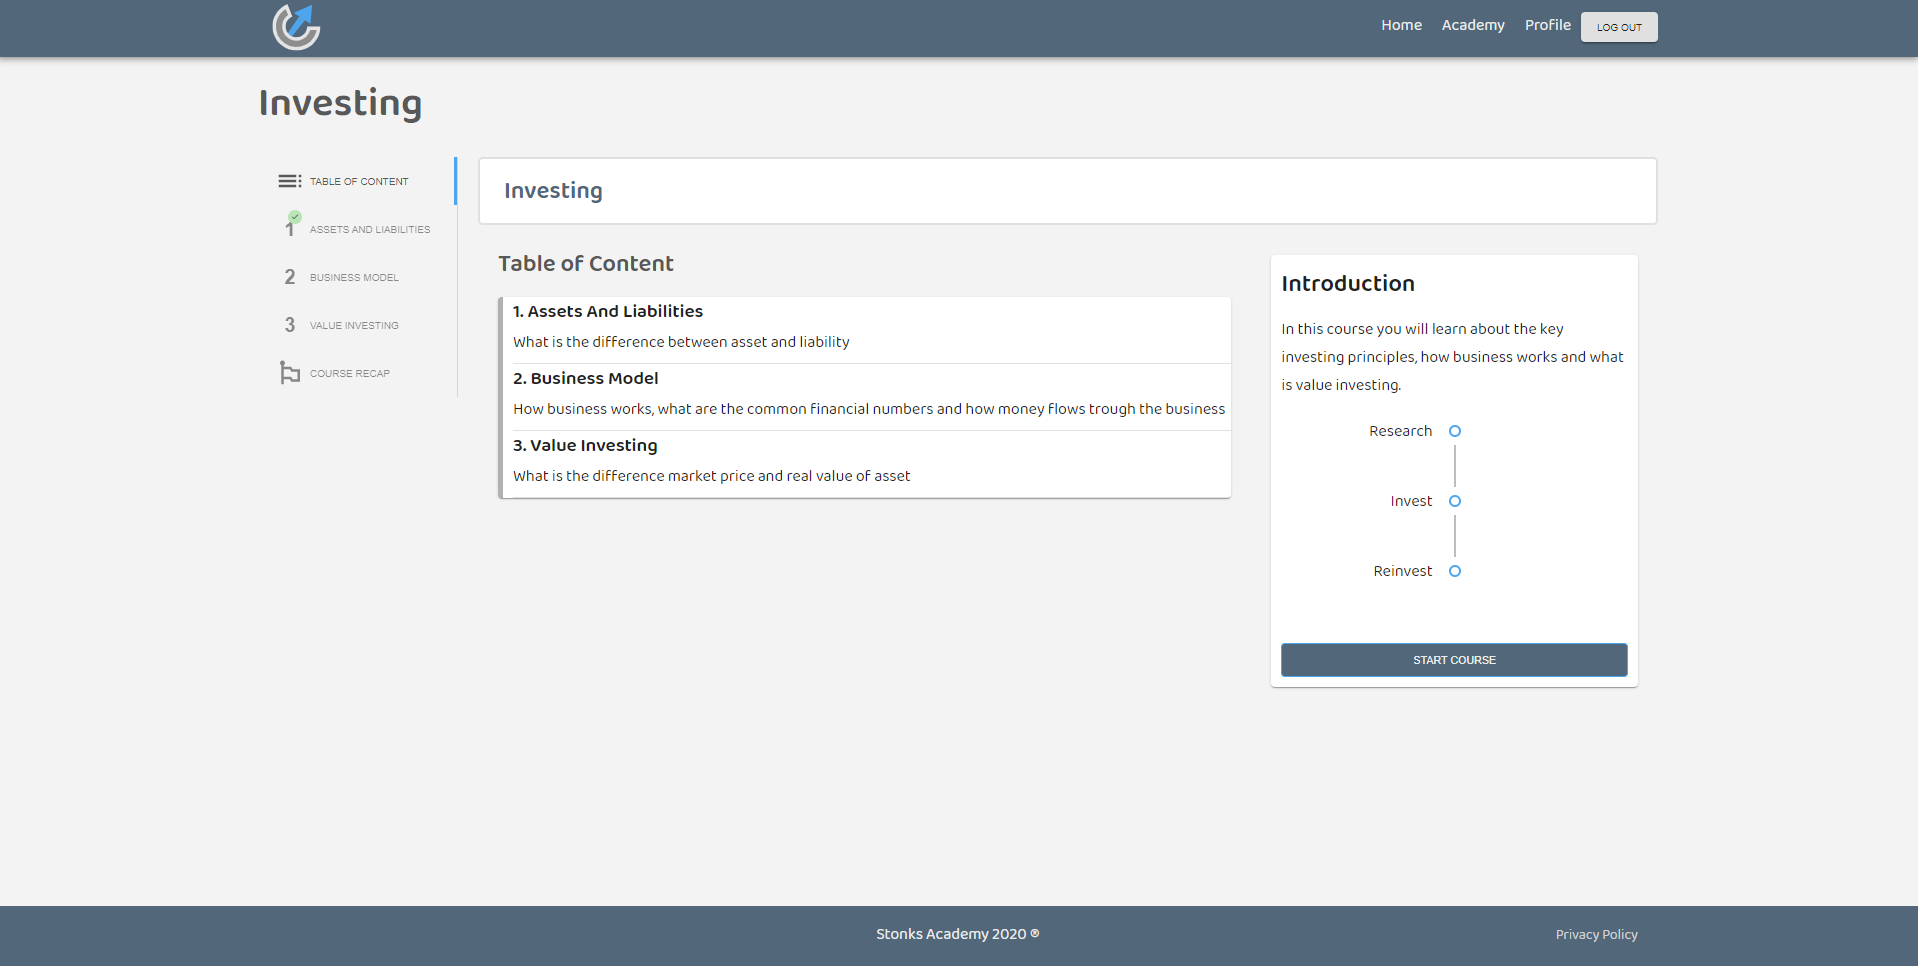 Home Academy Profile LOG OUT
Investing
TABLE OF CONTENT
1 ASSETS AND LIABILITIES
2 BUSINESS MODEL
3 VALUE INVESTING
COURSE RECAP
Investing
Table of Content
1. Assets And Liabilities
What is the difference between asset and liability
2. Business Model
How business works, what are the common financial numbers and how money flows trough the business
3. Value Investing
What is the difference market price and real value of asset
Introduction
In this course you will learn about the key
investing principles, how business works and what
is value investing.
Research
Invest
Reinvest
START COURSE
Stonks Academy 2020 ®
Privacy Policy